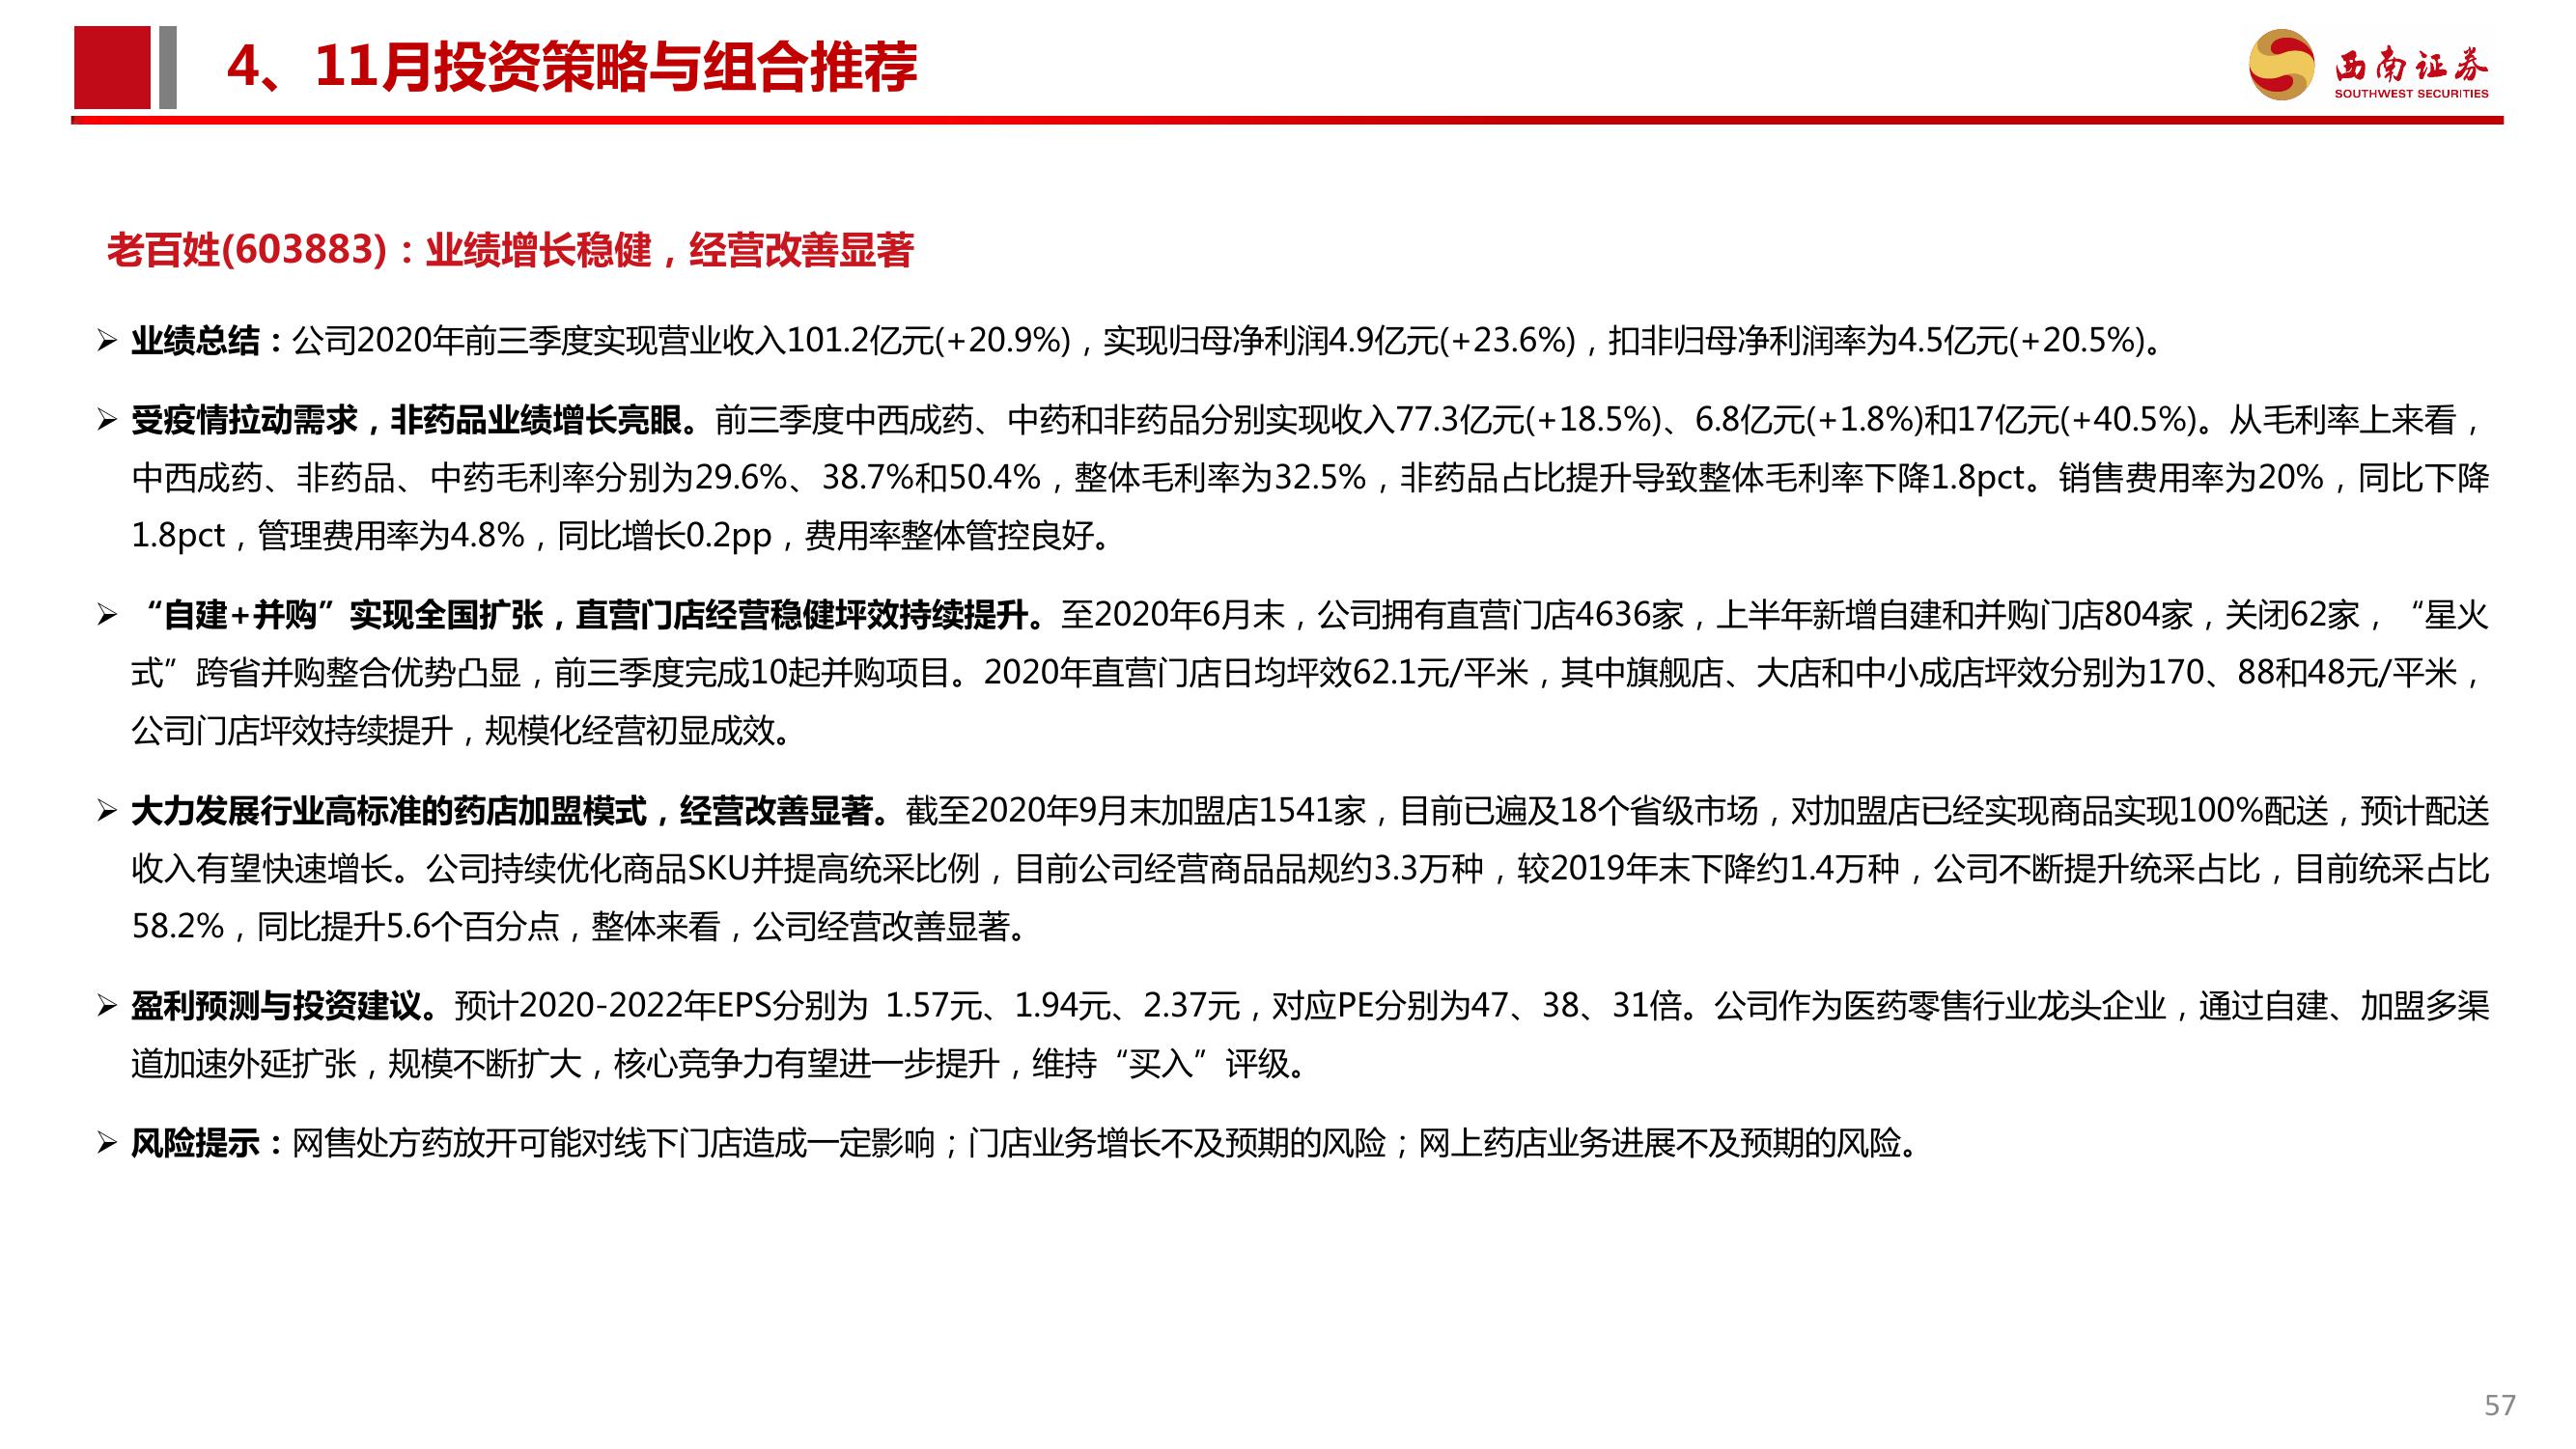 4、11月投资策略与组合推荐
西南证券
SOUTHWEST SECURITIES
老百姓(603883)：业绩增长稳健，经营改善显著
➢ 业绩总结：公司2020年前三季度实现营业收入101.2亿元(+20.9%)，实现归母净利润4.9亿元(+23.6%)，扣非归母净利润率为4.5亿元(+20.5%)。
➢ 受疫情拉动需求，非药品业绩增长亮眼。前三季度中西成药、中药和非药品分别实现收入77.3亿元(+18.5%)、6.8亿元(+1.8%)和17亿元(+40.5%)。从毛利率上来看，
中西成药、非药品、中药毛利率分别为29.6%、38.7%和50.4%，整体毛利率为32.5%，非药品占比提升导致整体毛利率下降1.8pct。销售费用率为20%，同比下降
1.8pct，管理费用率为4.8%，同比增长0.2pp，费用率整体管控良好。
➢ “自建+并购”实现全国扩张，直营门店经营稳健坪效持续提升。至2020年6月末，公司拥有直营门店4636家，上半年新增自建和并购门店804家，关闭62家，“星火
式”跨省并购整合优势凸显，前三季度完成10起并购项目。2020年直营门店日均坪效62.1元/平米，其中旗舰店、大店和中小成店坪效分别为170、88和48元/平米，
公司门店坪效持续提升，规模化经营初显成效。
➢ 大力发展行业高标准的药店加盟模式，经营改善显著。截至2020年9月末加盟店1541家，目前已遍及18个省级市场，对加盟店已经实现商品实现100%配送，预计配送
收入有望快速增长。公司持续优化商品SKU并提高统采比例，目前公司经营商品品规约3.3万种，较2019年末下降约1.4万种，公司不断提升统采占比，目前统采占比
58.2%，同比提升5.6个百分点，整体来看，公司经营改善显著。
➢ 盈利预测与投资建议。预计2020-2022年EPS分别为 1.57元、1.94元、2.37元，对应PE分别为47、38、31倍。公司作为医药零售行业龙头企业，通过自建、加盟多渠
道加速外延扩张，规模不断扩大，核心竞争力有望进一步提升，维持“买入”评级。
➢ 风险提示：网售处方药放开可能对线下门店造成一定影响；门店业务增长不及预期的风险；网上药店业务进展不及预期的风险。
57